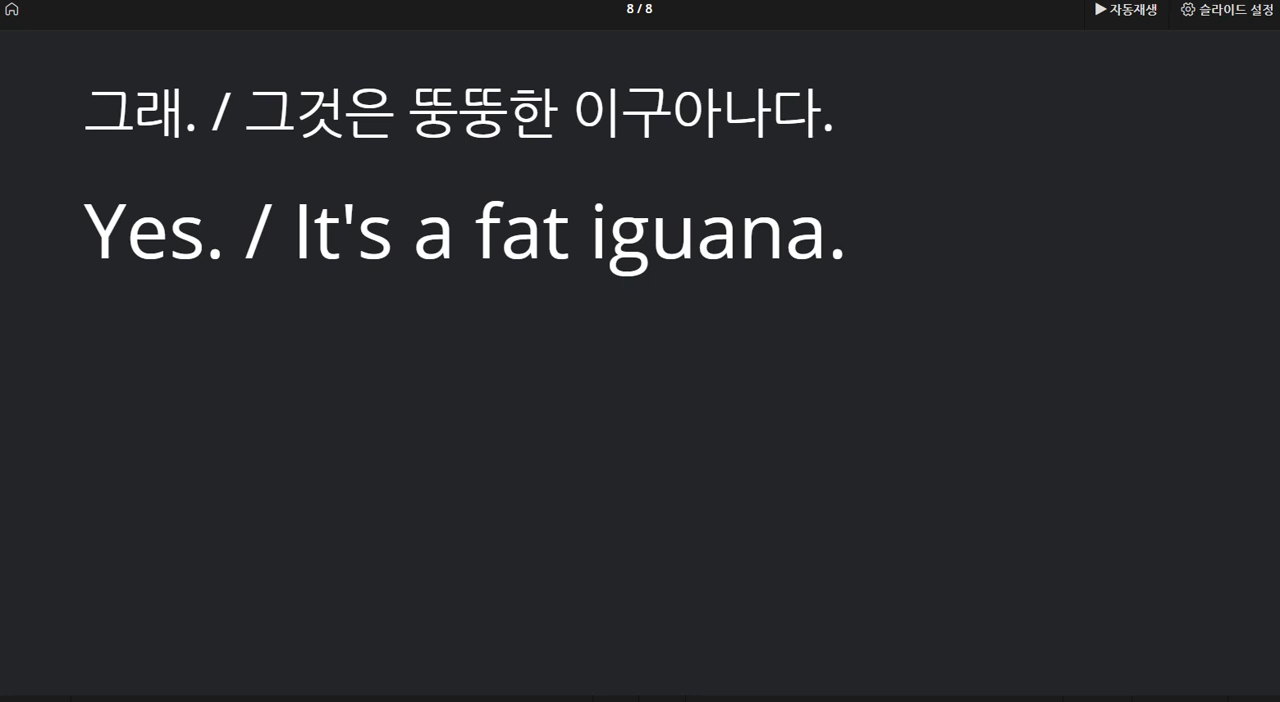 8 / 8
▶ 자동재생
슬라이드 설정
그래. / 그것은 뚱뚱한 이구아나다.
Yes. / It's a fat iguana.